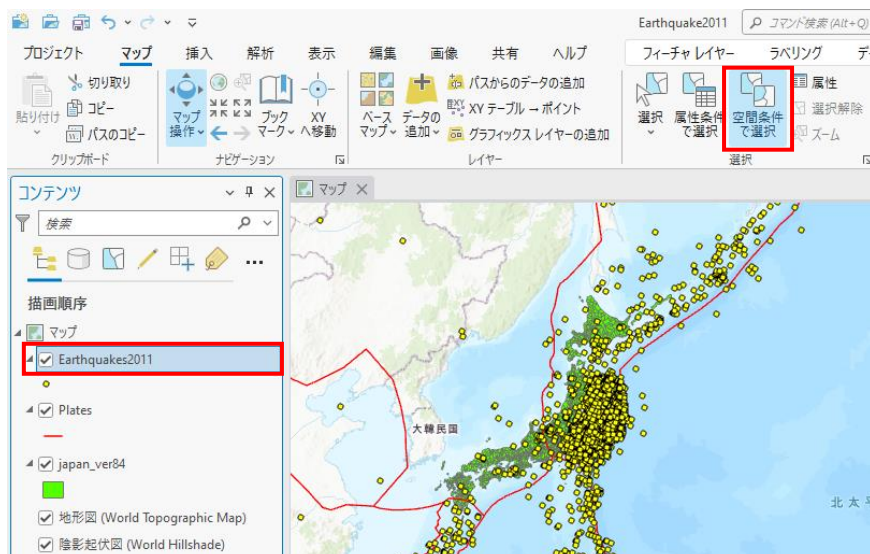 Earthquake2011
コマンド検索 (Alt+Q)
プロジェクト マップ 挿入 解析 表示 編集 画像 共有 ヘルプ フィーチャ レイヤー ラベリング デ
貼り付け
切り取り
コピー
パスのコピー
クリップボード
マップ操作
ブックマーク
XY へ移動
ナビゲーション
ベースマップ
データの追加
パスからのデータの追加
XY テーブル → ポイント
グラフィックス レイヤーの追加
レイヤー
選択
属性条件で選択
空間条件で選択
属性
選択解除
ズーム
選択
コンテンツ
検索
描画順序
マップ
Earthquakes2011
Plates
japan_ver84
地形図 (World Topographic Map)
陰影起伏図 (World Hillshade)
マップ
大韓民国
北 太 平